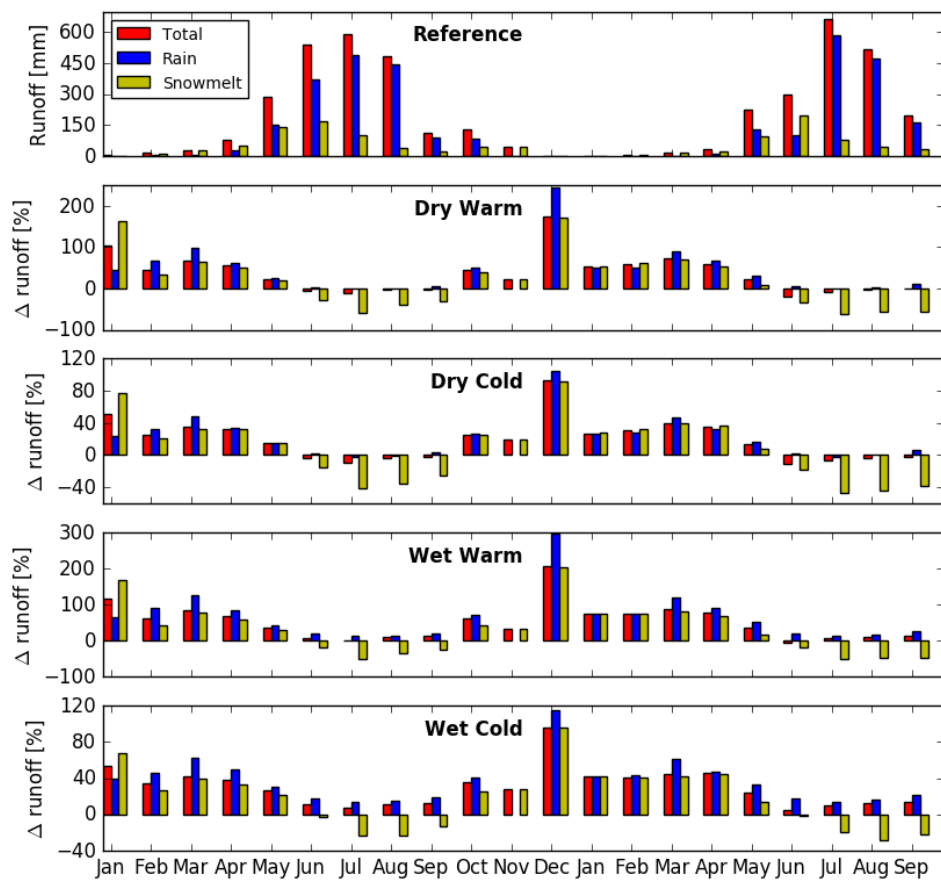 Reference
Total
Rain
Snowmelt
Runoff [mm]
600
450
300
150
0
Dry Warm
Δ runoff [%]
200
100
0
−100
Dry Cold
Δ runoff [%]
120
80
40
0
−40
Wet Warm
Δ runoff [%]
300
200
100
0
−100
Wet Cold
Δ runoff [%]
120
80
40
0
−40
Jan Feb Mar Apr May Jun Jul Aug Sep Oct Nov Dec Jan Feb Mar Apr May Jun Jul Aug Sep